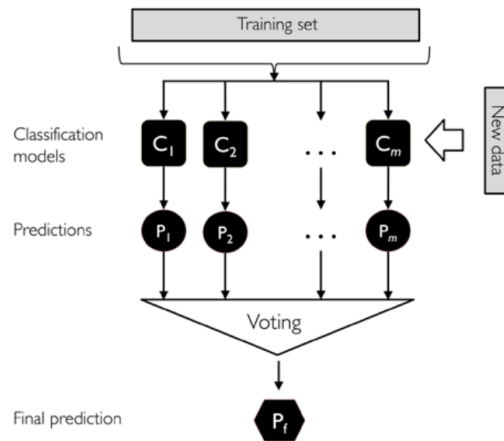 Training set
Classification
models
C1 C2 ... Cm
New data
Predictions
P1 P2 ... Pm
Voting
Final prediction
Pf